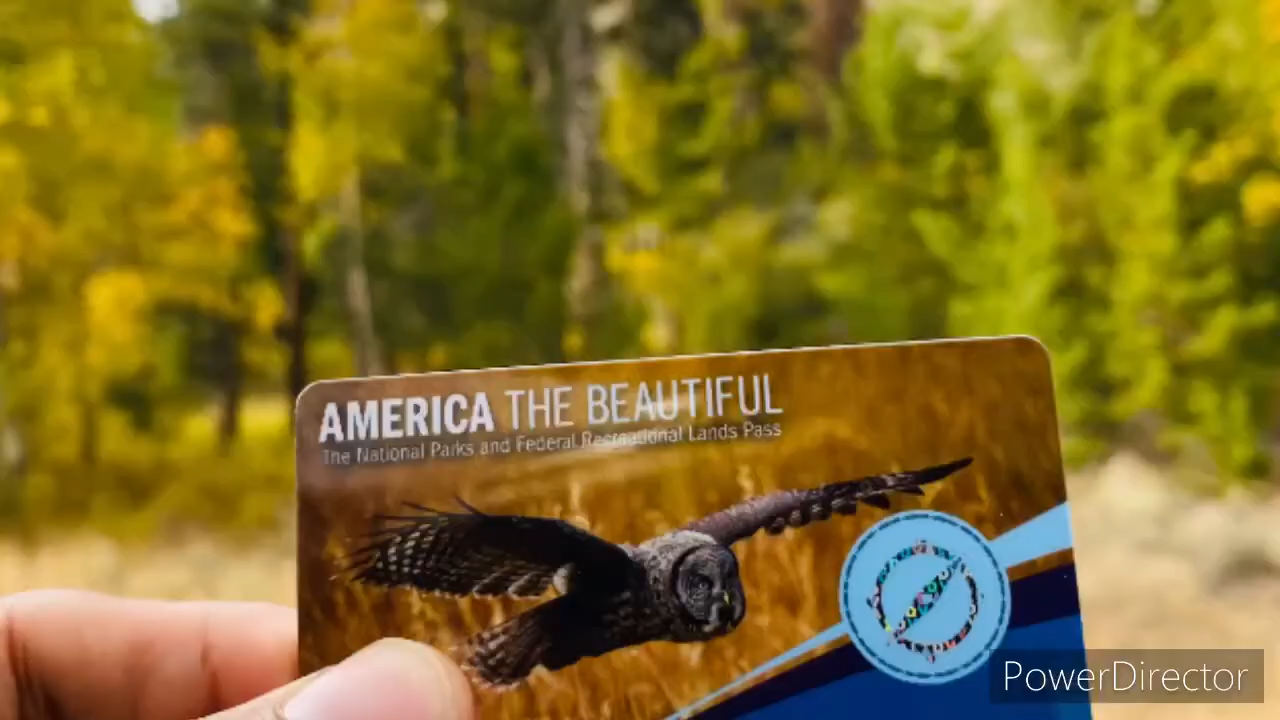 AMERICA THE BEAUTIFUL
The National Parks and Federal Recreational Lands Pass
PowerDirector